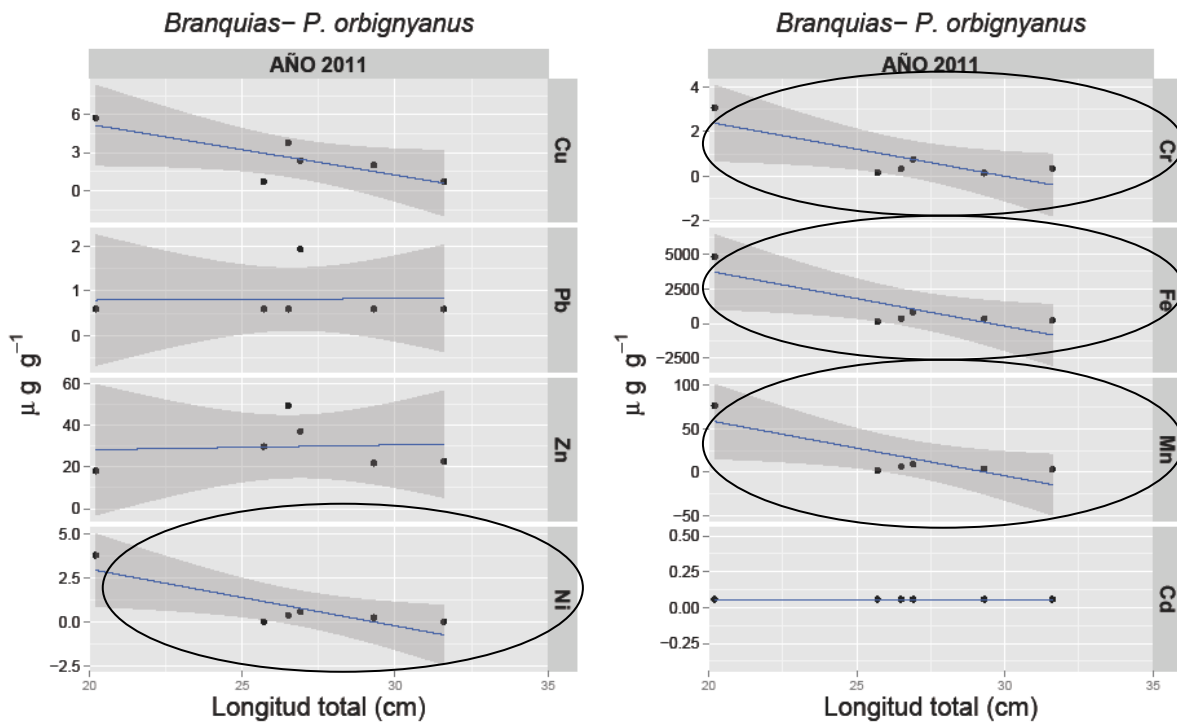 Branquias− P. orbignyanus
AÑO 2011
6
3
0
Cu
2
1
0
Pb
60
40
20
0
Zn
5.0
2.5
0.0
−2.5
Ni
20
25
30
35
μ g g⁻¹
Longitud total (cm)
Branquias− P. orbignyanus
AÑO 2011
4
2
0
−2
Cr
5000
2500
0
−2500
Fe
100
50
0
−50
Mn
0.50
0.25
0.00
−0.25
Cd
20
25
30
35
μ g g⁻¹
Longitud total (cm)